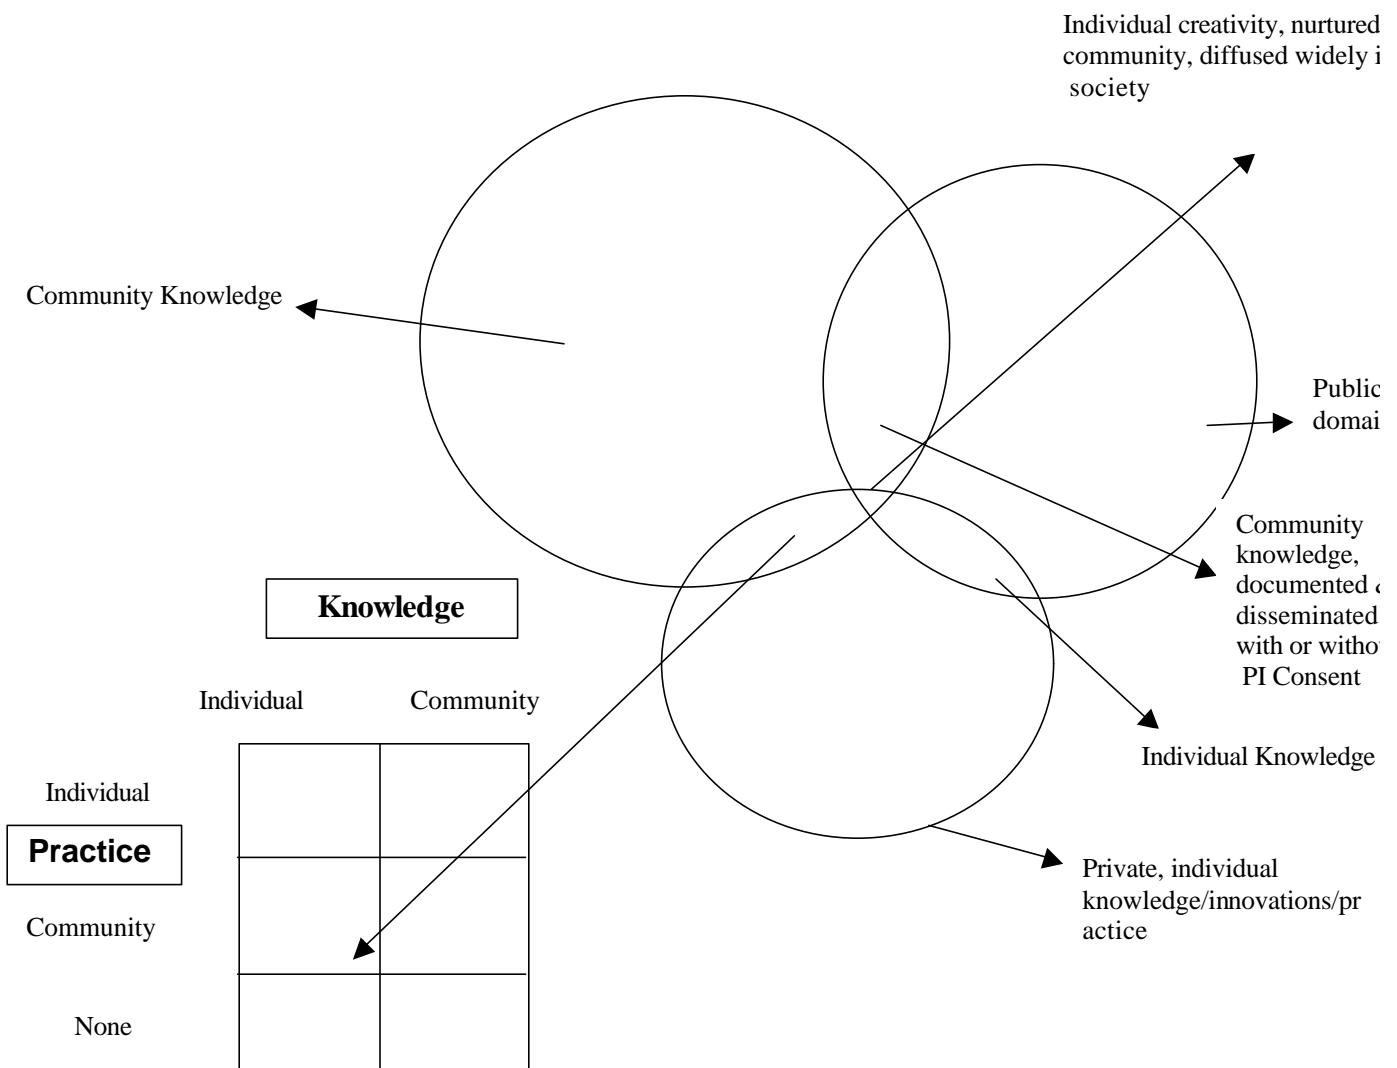 Individual creativity, nurtured
community, diffused widely i
society
Community Knowledge
Public
domai
Community
knowledge,
documented &
disseminated
with or witho
PI Consent
Knowledge
Individual Community
Individual Knowledge
Individual
Practice
Private, individual
knowledge/innovations/pr
actice
Community
None